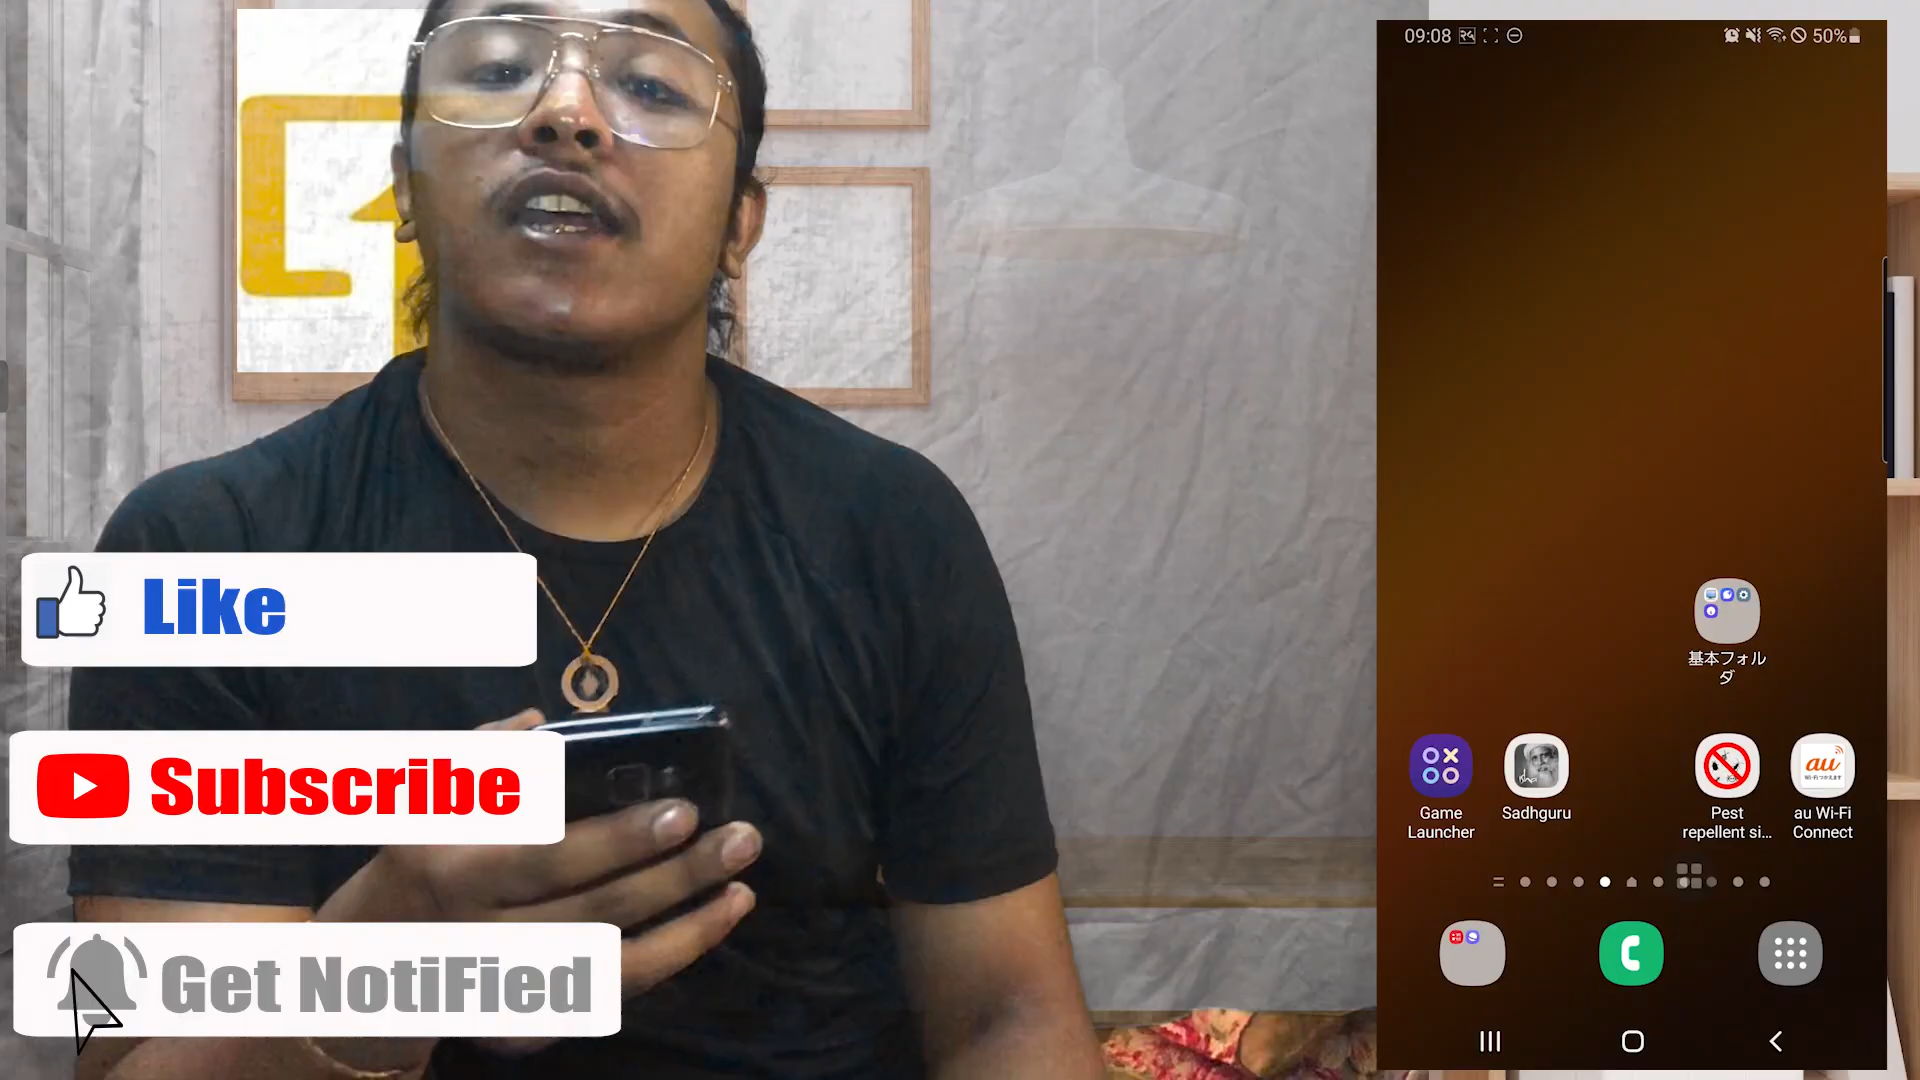 09:08
50%
Like
Subscribe
Get NotiFied
基本フォル
ダ
Game
Launcher
Sadhguru
Pest
repellent si...
au Wi-Fi
Connect
au